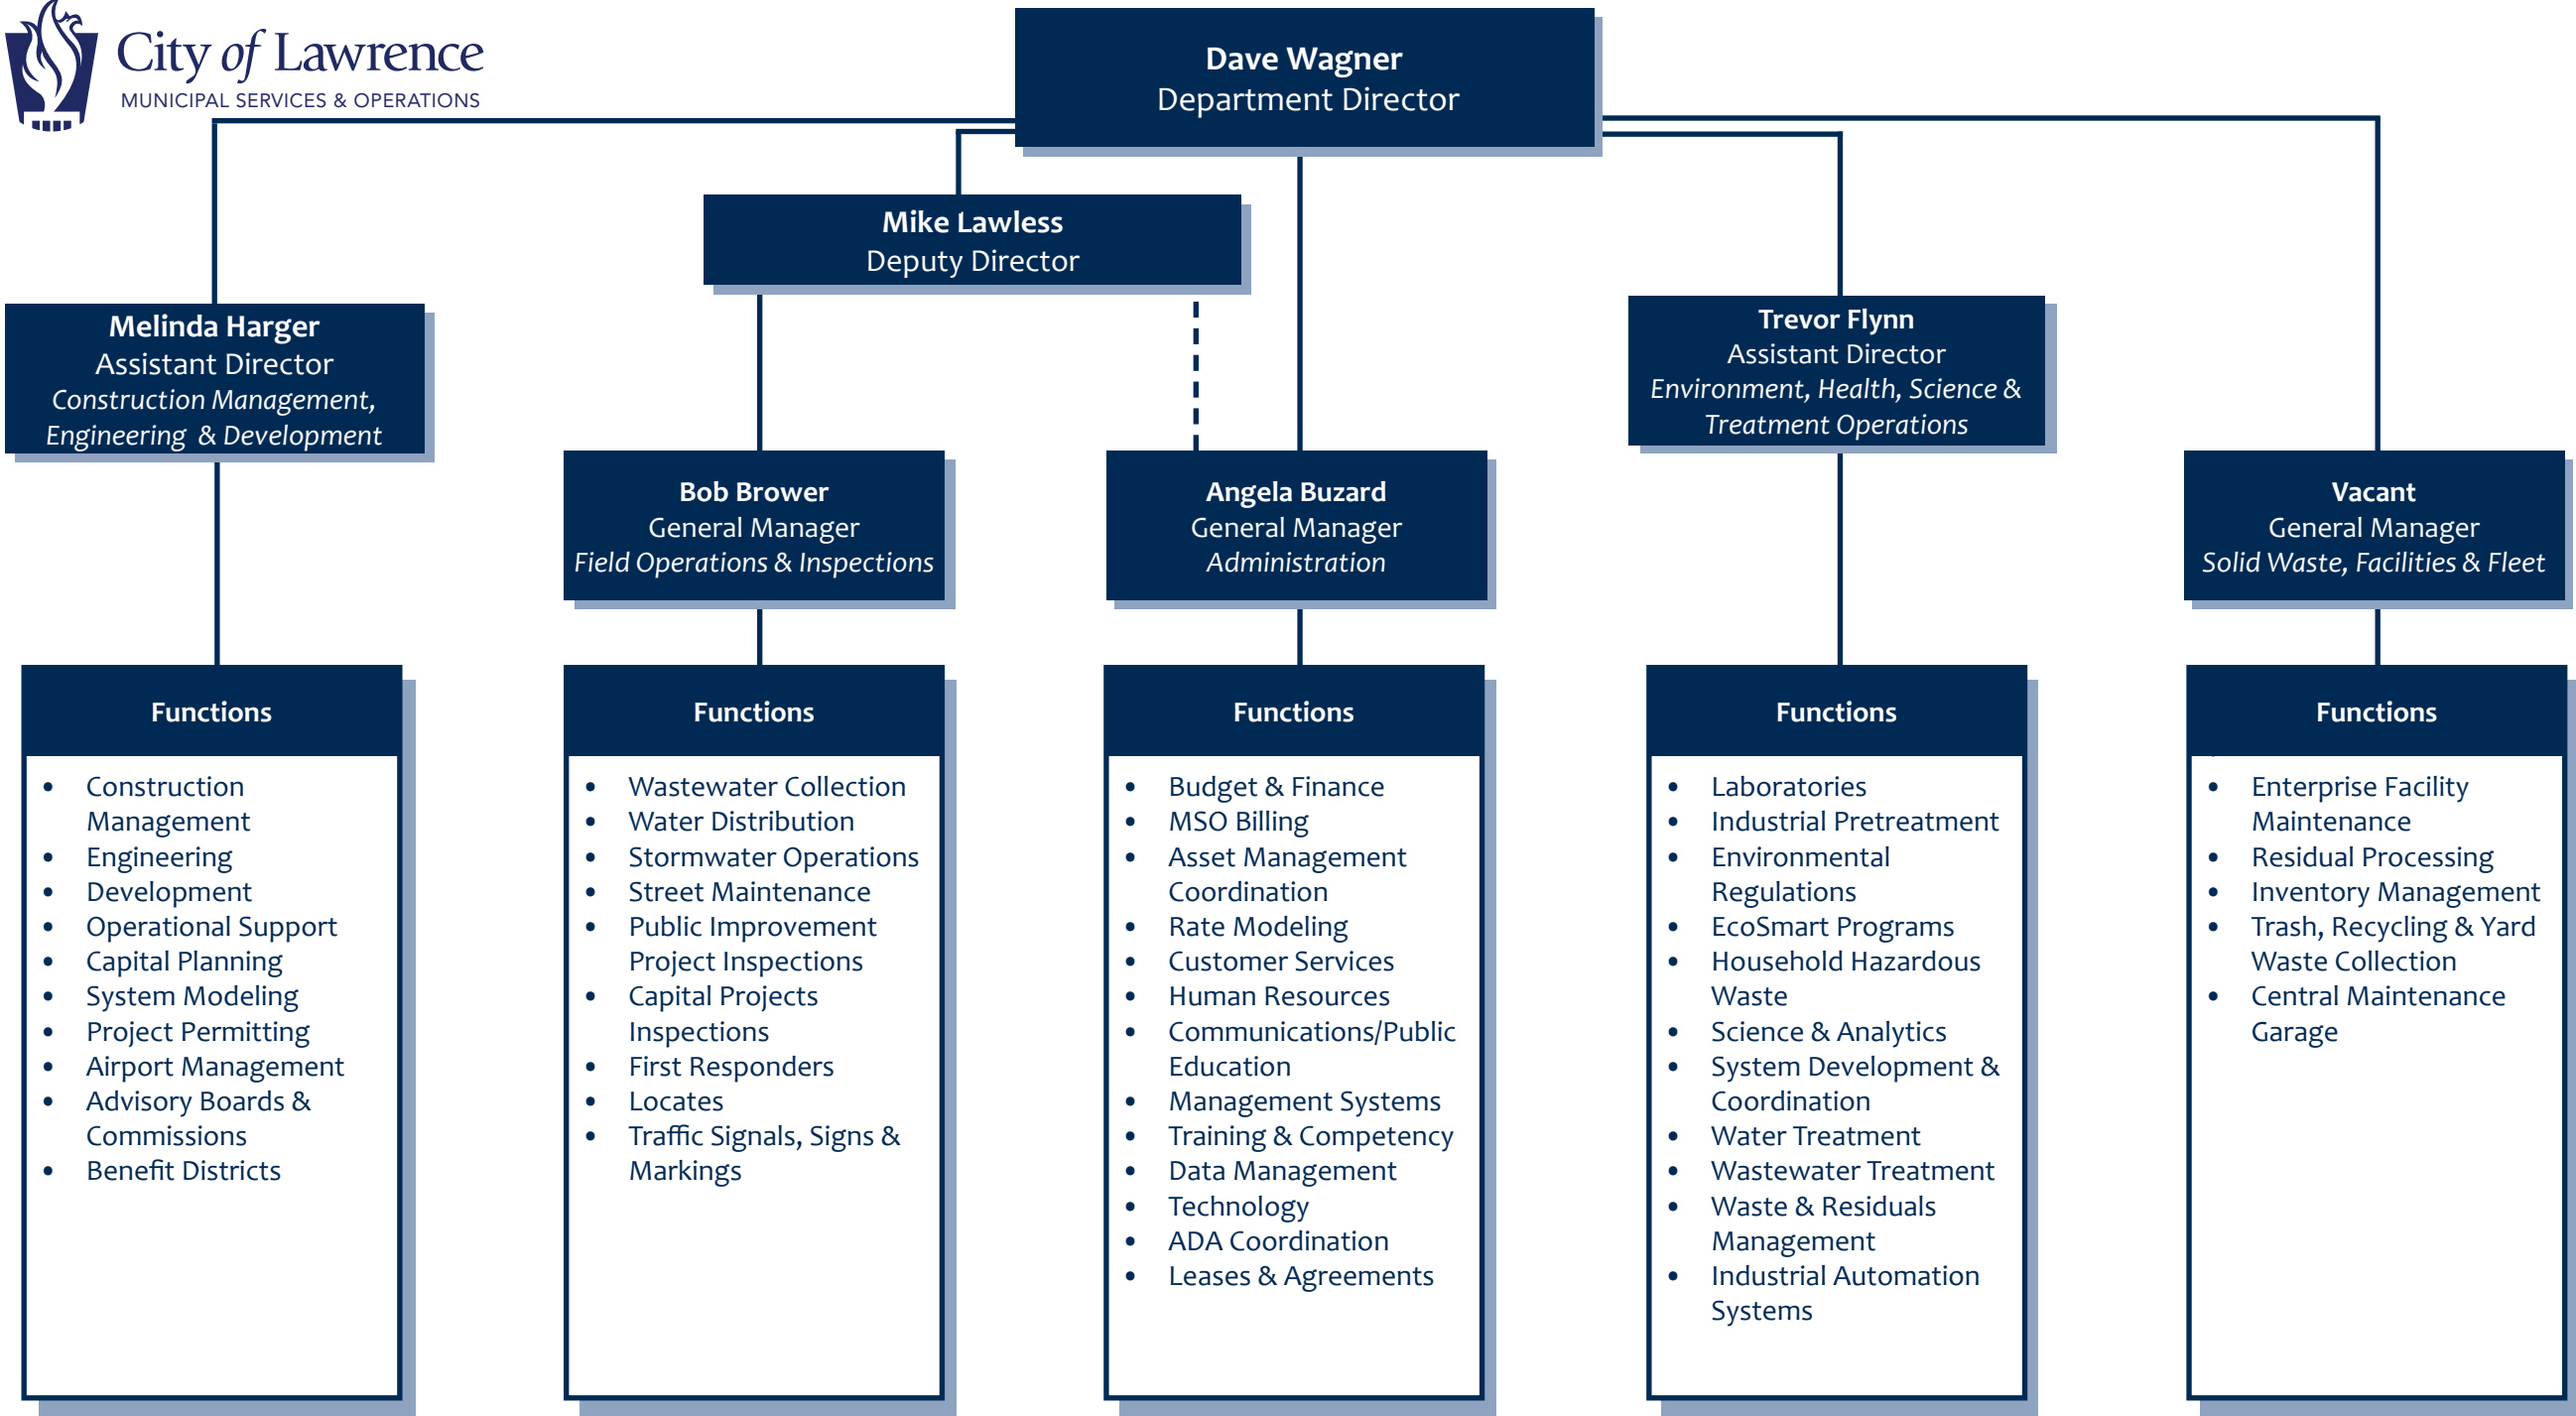 City of Lawrence
MUNICIPAL SERVICES & OPERATIONS
Dave Wagner
Department Director
Mike Lawless
Deputy Director
Melinda Harger
Assistant Director
Construction Management,
Engineering & Development
Trevor Flynn
Assistant Director
Environment, Health, Science &
Treatment Operations
Bob Brower
General Manager
Field Operations & Inspections
Angela Buzard
General Manager
Administration
Vacant
General Manager
Solid Waste, Facilities & Fleet
Functions
• Construction
Management
• Engineering
• Development
• Operational Support
• Capital Planning
• System Modeling
• Project Permitting
• Airport Management
• Advisory Boards &
Commissions
• Benefit Districts
Functions
• Wastewater Collection
• Water Distribution
• Stormwater Operations
• Street Maintenance
• Public Improvement
Project Inspections
• Capital Projects
Inspections
• First Responders
• Locates
• Traffic Signals, Signs &
Markings
Functions
• Budget & Finance
• MSO Billing
• Asset Management
Coordination
• Rate Modeling
• Customer Services
• Human Resources
• Communications/Public
Education
• Management Systems
• Training & Competency
• Data Management
• Technology
• ADA Coordination
• Leases & Agreements
Functions
• Laboratories
• Industrial Pretreatment
• Environmental
Regulations
• EcoSmart Programs
• Household Hazardous
Waste
• Science & Analytics
• System Development &
Coordination
• Water Treatment
• Wastewater Treatment
• Waste & Residuals
Management
• Industrial Automation
Systems
Functions
• Enterprise Facility
Maintenance
• Residual Processing
• Inventory Management
• Trash, Recycling & Yard
Waste Collection
• Central Maintenance
Garage